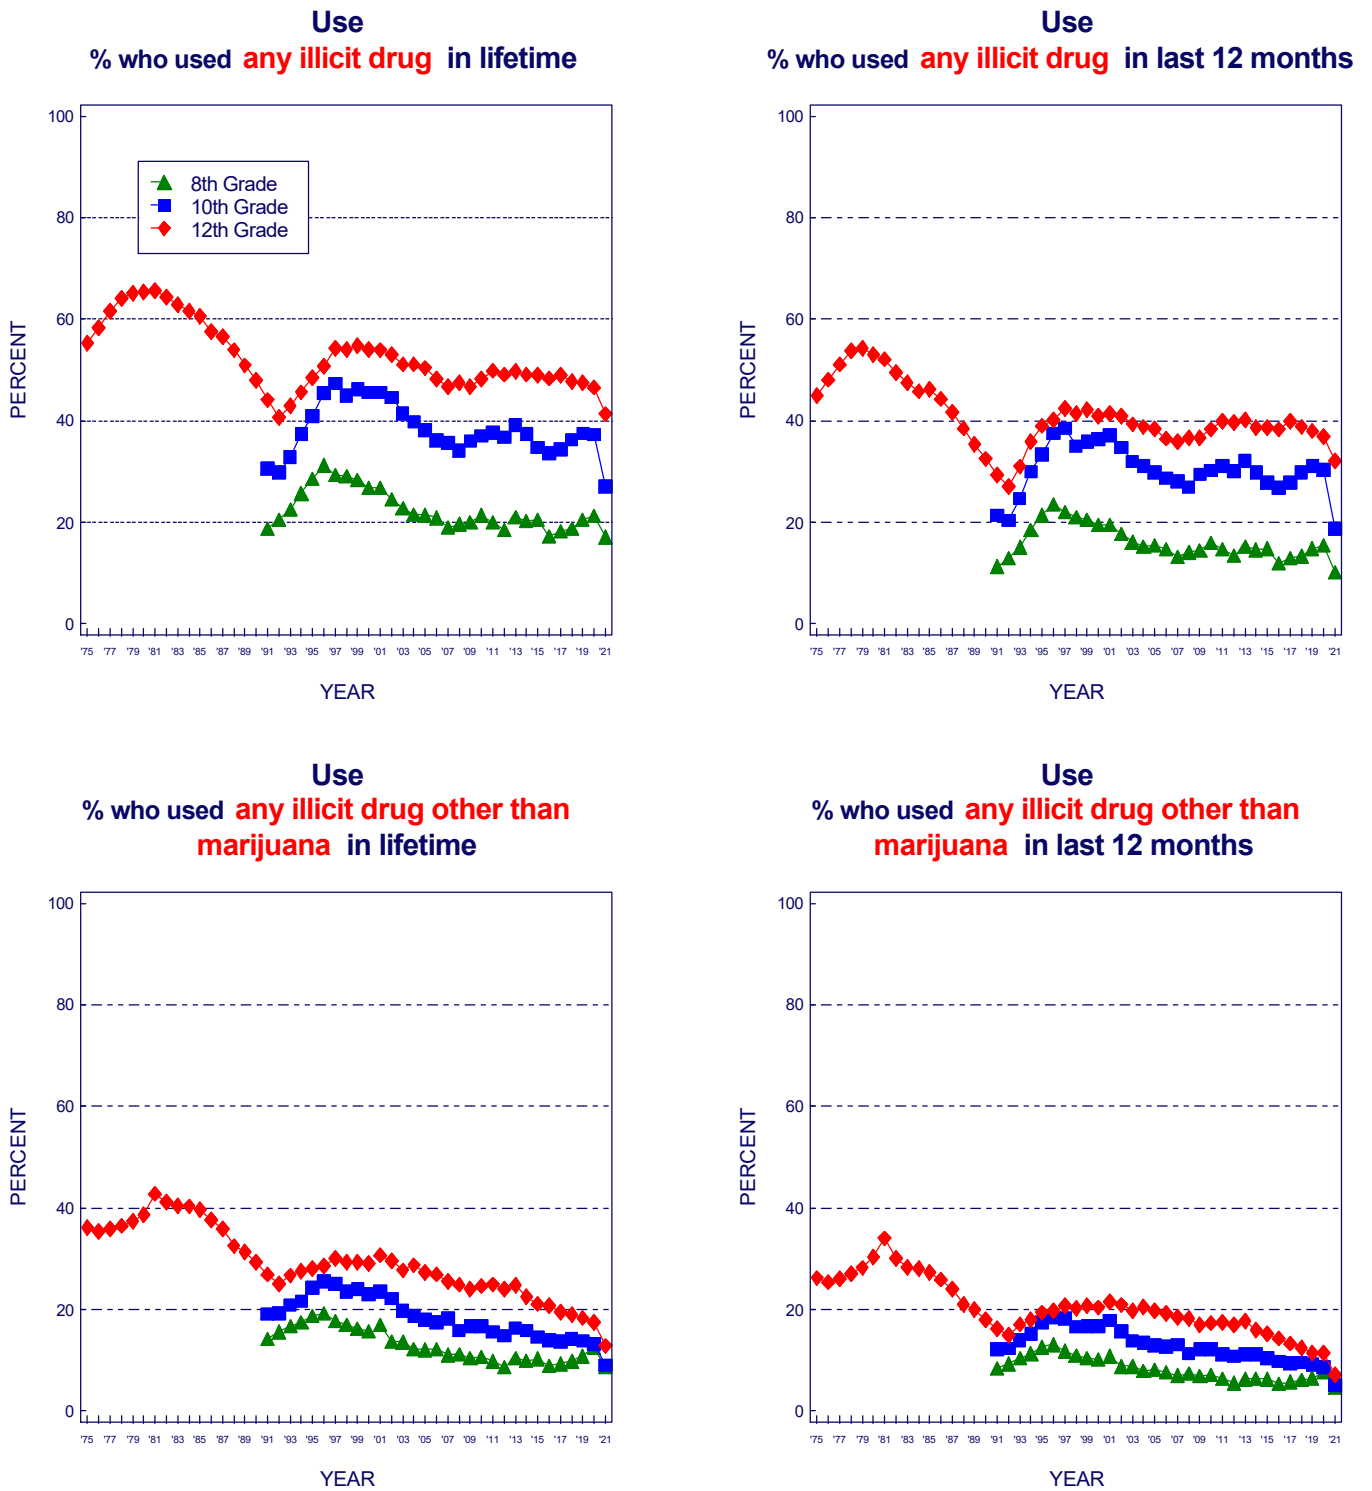 Use
% who used any illicit drug in lifetime
100
80
60
40
20
0
PERCENT
8th Grade
10th Grade
12th Grade
'75 '77 '79 '81 '83 '85 '87 '89 '91 '93 '95 '97 '99 '01 '03 '05 '07 '09 '11 '13 '15 '17 '19 '21
YEAR
Use
% who used any illicit drug in last 12 months
100
80
60
40
20
0
PERCENT
'75 '77 '79 '81 '83 '85 '87 '89 '91 '93 '95 '97 '99 '01 '03 '05 '07 '09 '11 '13 '15 '17 '19 '21
YEAR
Use
% who used any illicit drug other than
marijuana in lifetime
100
80
60
40
20
0
PERCENT
'75 '77 '79 '81 '83 '85 '87 '89 '91 '93 '95 '97 '99 '01 '03 '05 '07 '09 '11 '13 '15 '17 '19 '21
YEAR
Use
% who used any illicit drug other than
marijuana in last 12 months
100
80
60
40
20
0
PERCENT
'75 '77 '79 '81 '83 '85 '87 '89 '91 '93 '95 '97 '99 '01 '03 '05 '07 '09 '11 '13 '15 '17 '19 '21
YEAR